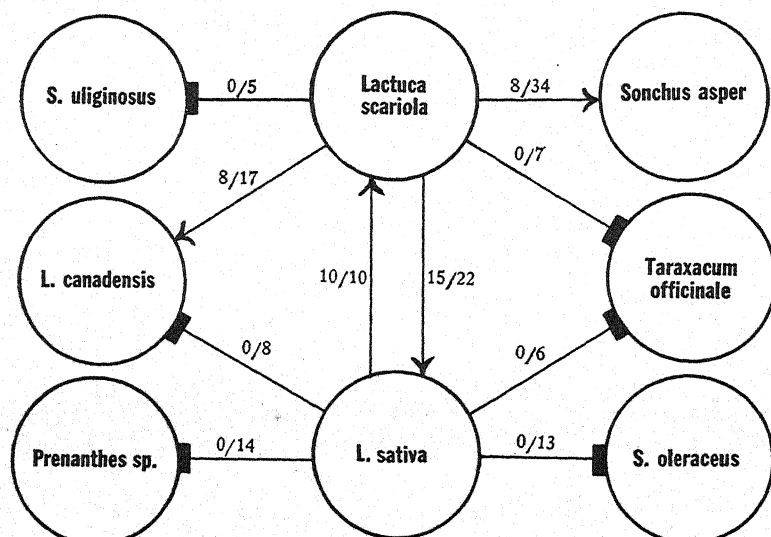 S. uliginosus
0/5
Lactuca
scariola
8/34
Sonchus asper
8/17
0/7
L. canadensis
10/10
15/22
Taraxacum
officinale
0/8
0/6
Prenanthes sp.
0/14
L. sativa
0/13
S. oleraceus